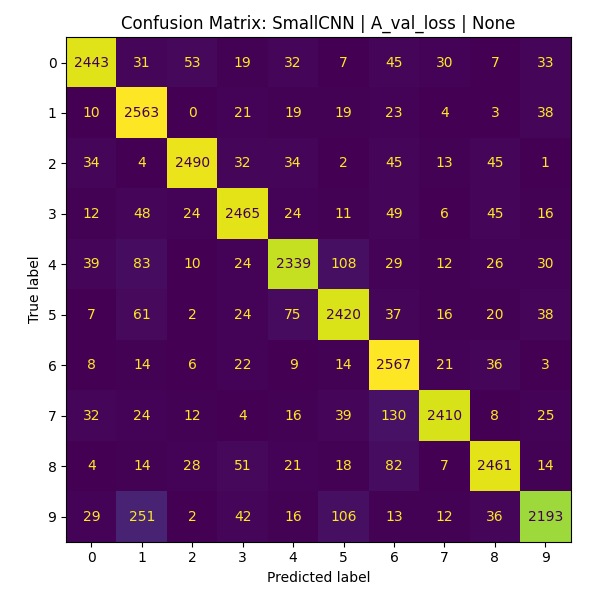 Confusion Matrix: SmallCNN | A_val_loss | None
True label
0 2443 31 53 19 32 7 45 30 7 33
1 10 2563 0 21 19 19 23 4 3 38
2 34 4 2490 32 34 2 45 13 45 1
3 12 48 24 2465 24 11 49 6 45 16
4 39 83 10 24 2339 108 29 12 26 30
5 7 61 2 24 75 2420 37 16 20 38
6 8 14 6 22 9 14 2567 21 36 3
7 32 24 12 4 16 39 130 2410 8 25
8 4 14 28 51 21 18 82 7 2461 14
9 29 251 2 42 16 106 13 12 36 2193
0 1 2 3 4 5 6 7 8 9
Predicted label